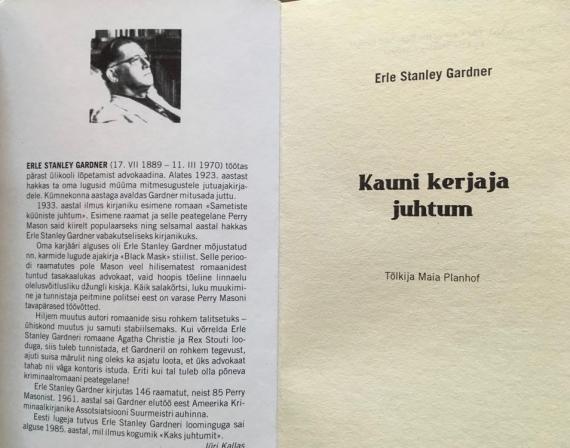 ERLE STANLEY GARDNER (17. VII 1889 – 11. III 1970) töötas
pärast ülikooli lõpetamist advokaadina. Alates 1923. aastast
hakkas ta oma lugusid müüma mitmesugustele jutuajakirja-
dele. Kümnekonna aastaga avaldas Gardner mitusada juttu.
1933. aastal ilmus kirjaniku esimene romaan «Sametiste
küüniste juhtum». Esimene raamat ja selle peategelane Perry
Mason said kiirelt populaarseks ning selsamal aastal hakkas
Erle Stanley Gardner vabakutseliseks kirjanikuks.
Oma karjääri alguses oli Erle Stanley Gardner mõjustatud
nn. karmide lugude ajakirja «Black Mask» stiilist. Selle perioo-
di raamatutes pole Mason veel hilisematest romaanidest
tuntud tasakaalukas advokaat, vaid hoopis tõeline linnaelu
olelusvõitlusliku džungli kiskja. Käik salakõrtsi, luku muukimi-
ne ja tunnistaja peitmine politsei eest on varase Perry Masoni
tavapärased töövõtted.
Hiljem muutus autori romaanide sisu rohkem talitsetuks –
ühiskond muutus ju samuti stabiilsemaks. Kui võrrelda Erle
Stanley Gardneri romaane Agatha Christie ja Rex Stouti loo-
duga, siis tuleb tunnistada, et Gardneril on rohkem tegevust,
ajuti suisa märulit ning oleks ka asjatu loota, et üks advokaat
tahab nii väga kontoris istuda. Eriti kui tal tuleb olla põneva
kriminaalromaani peategelane!
Erle Stanley Gardner kirjutas 146 raamatut, neist 85 Perry
Masonist. 1961. aastal sai Gardner elutöö eest Ameerika Kri-
minaalkirjanike Assotsiatsiooni Suurmeistri auhinna.
Eesti lugeja tutvus Erle Stanley Gardneri loominguga sai
alguse 1985. aastal, mil ilmus kogumik «Kaks juhtumit».
Jüri Kallas
Erle Stanley Gardner
Kauni kerjaja
juhtum
Tõlkija Maia Planhof